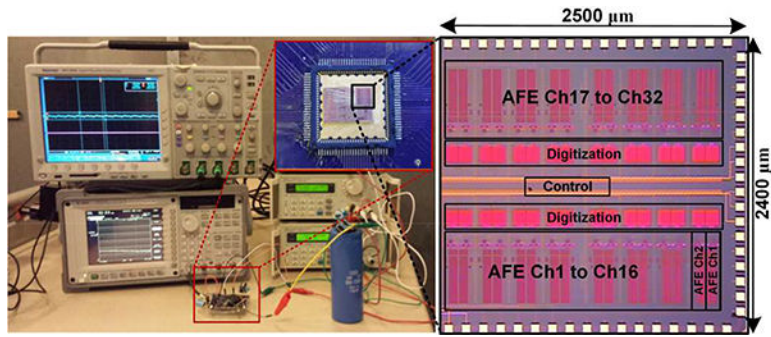 2500 µm
AFE Ch17 to Ch32
Digitization
Control
Digitization
AFE Ch1 to Ch16
AFE Ch2
AFE Ch1
2400 µm